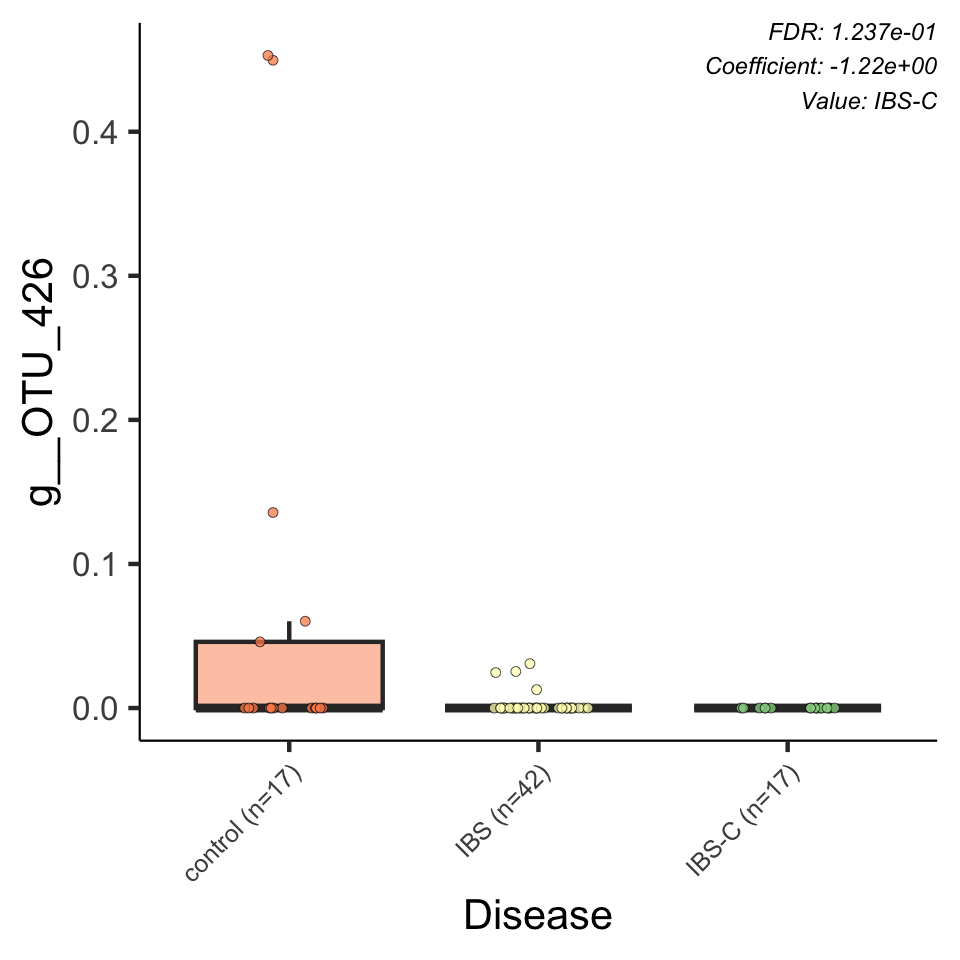 FDR: 1.237e-01
Coefficient: -1.22e+00
Value: IBS-C
g__OTU_426
0.4
0.3
0.2
0.1
0.0
control (n=17)
IBS (n=42)
IBS-C (n=17)
Disease